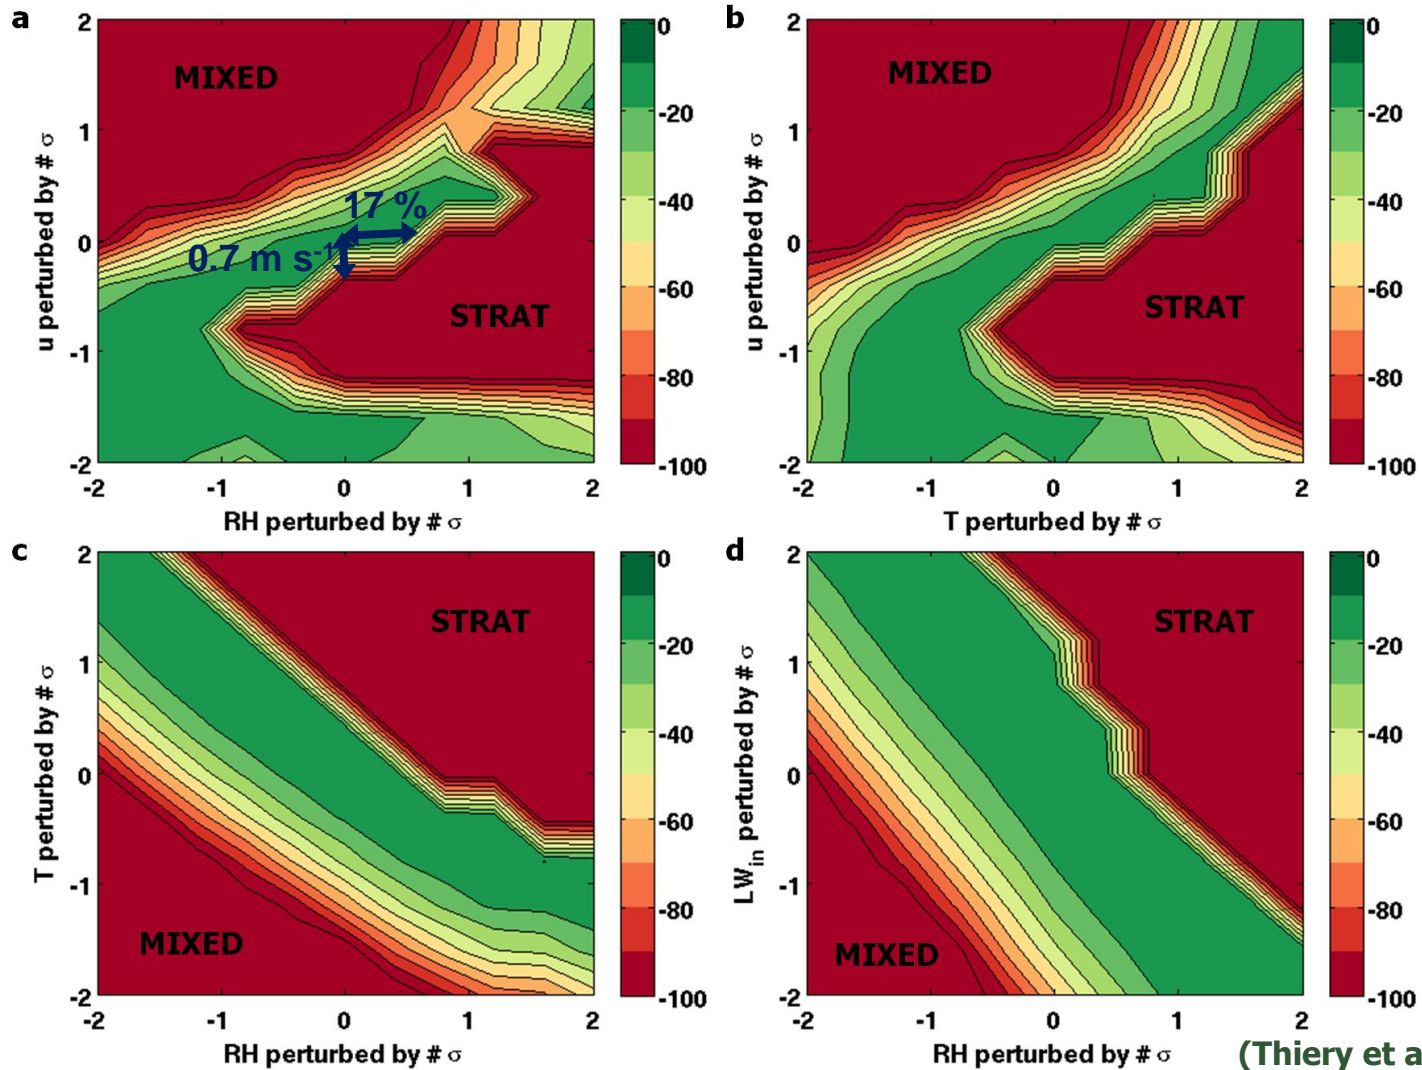 a
2
1
0
-1
-2
-2
-1
0
1
2
u perturbed by # σ
RH perturbed by # σ
MIXED
STRAT
17 %
0.7 m s-1
0
-20
-40
-60
-80
-100
b
2
1
0
-1
-2
-2
-1
0
1
2
u perturbed by # σ
T perturbed by # σ
MIXED
STRAT
0
-20
-40
-60
-80
-100
c
2
1
0
-1
-2
-2
-1
0
1
2
T perturbed by # σ
RH perturbed by # σ
STRAT
MIXED
0
-20
-40
-60
-80
-100
d
2
1
0
-1
-2
-2
-1
0
1
2
LWin perturbed by # σ
RH perturbed by # σ
STRAT
MIXED
0
-20
-40
-60
-80
-100
(Thiery et a